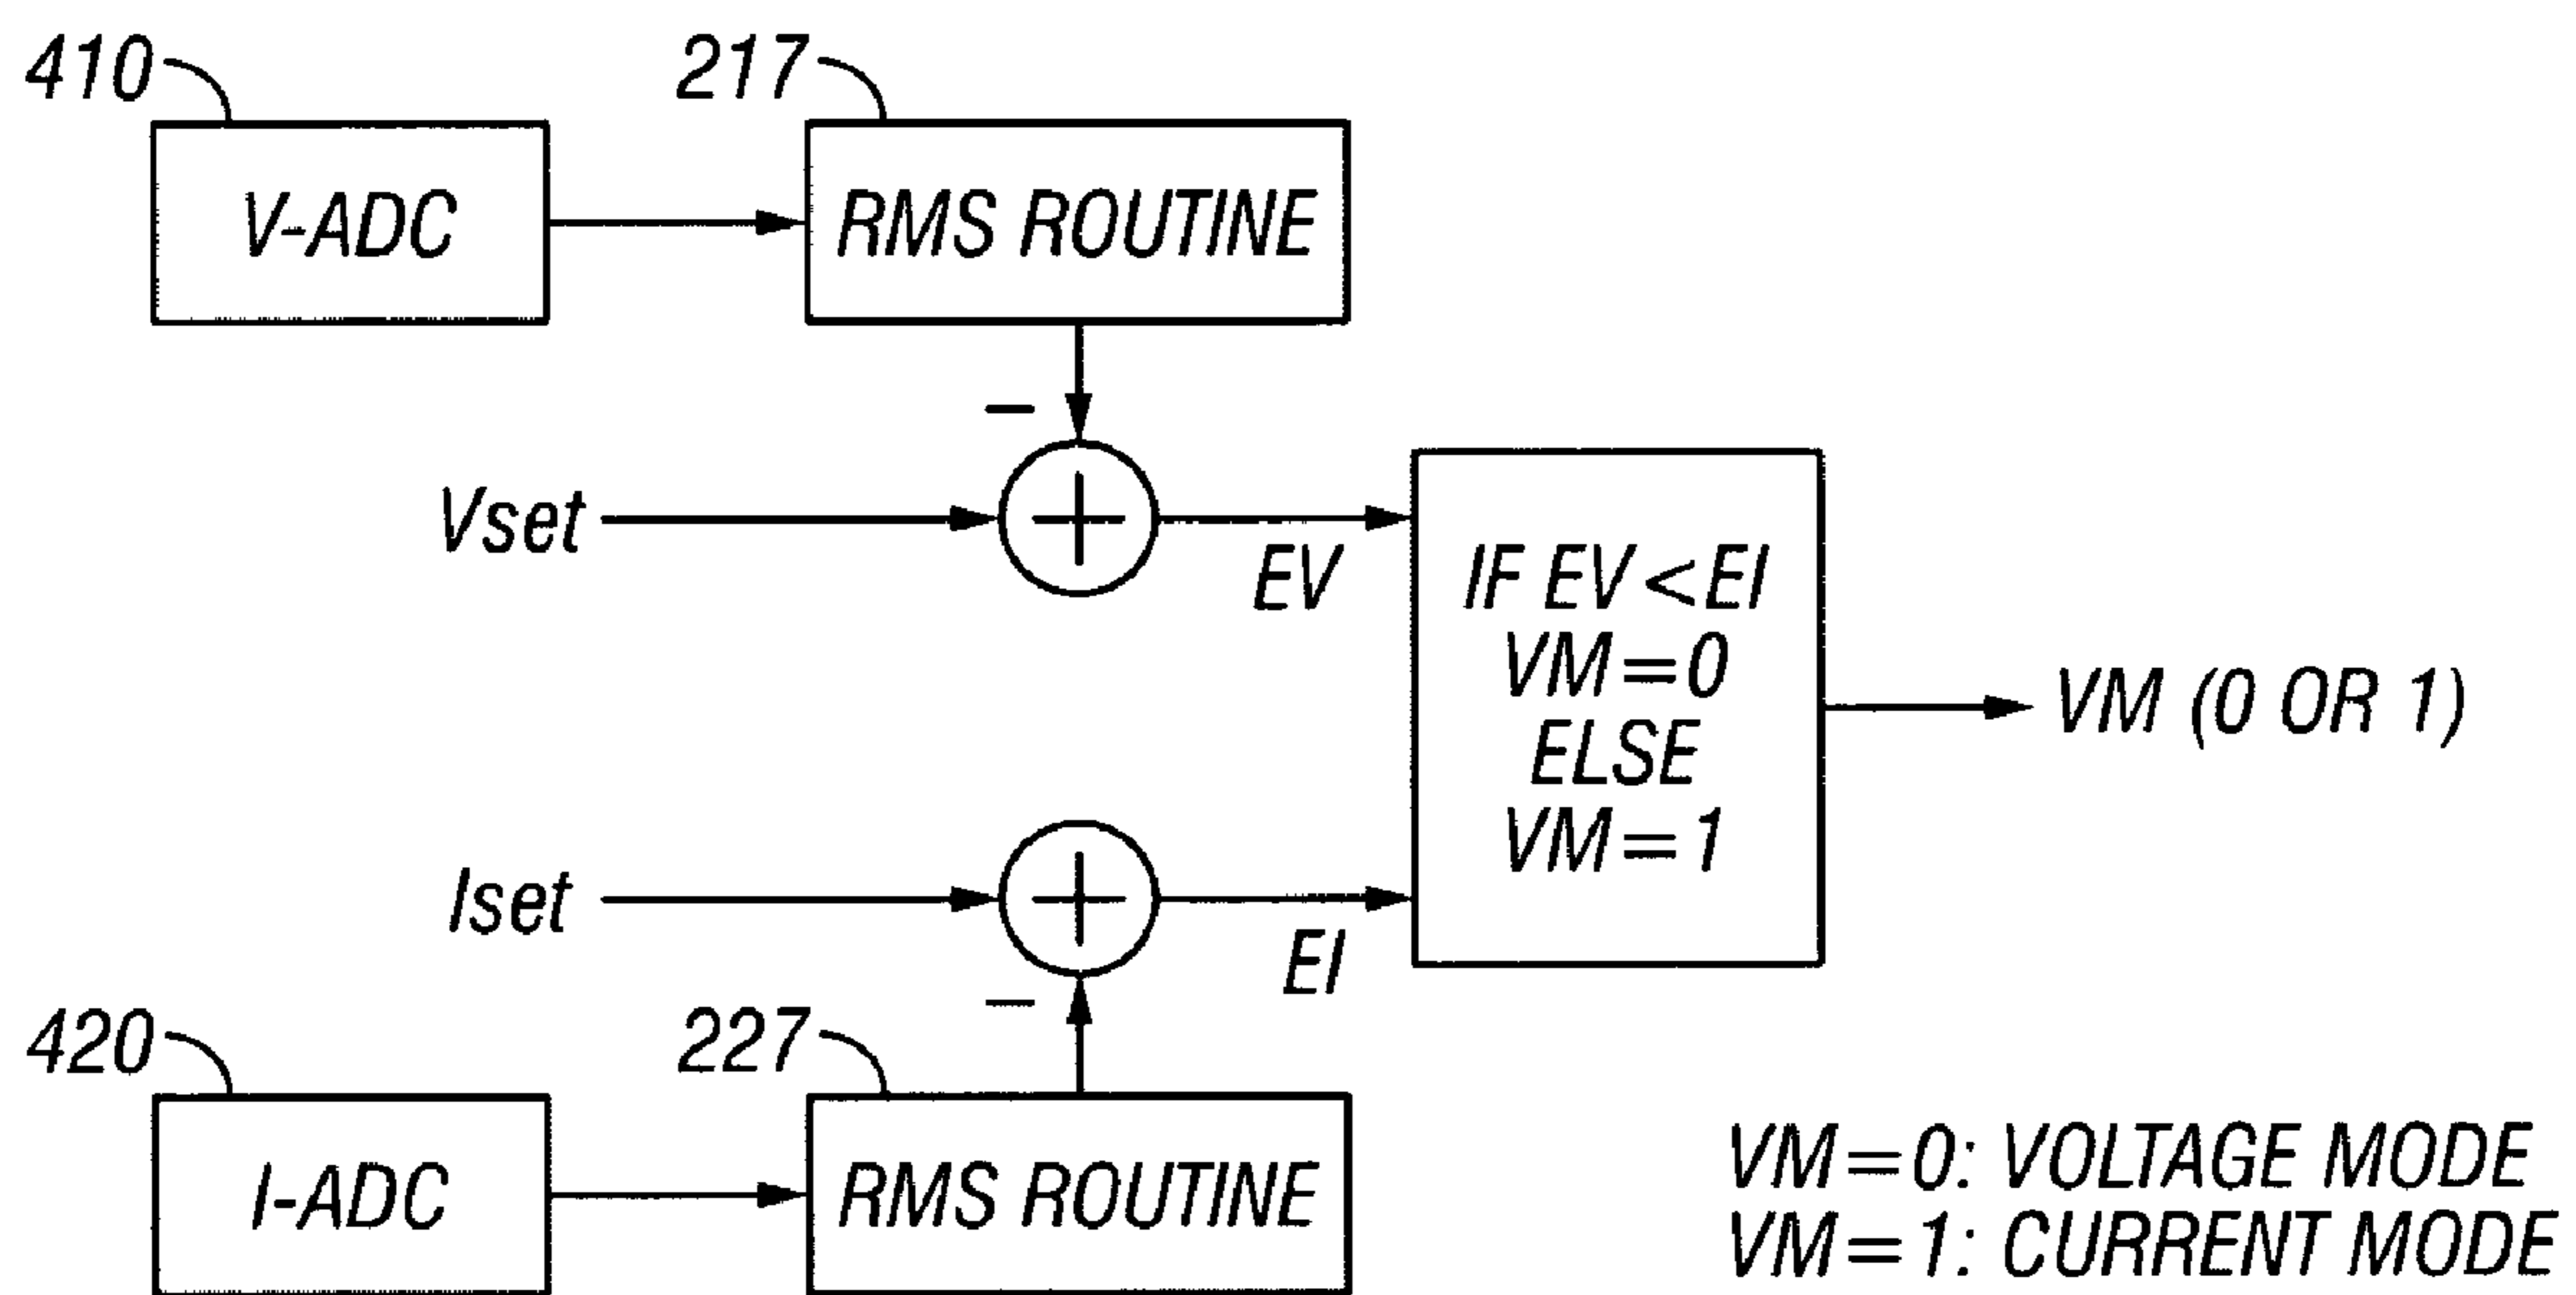 410
217
V-ADC
RMS ROUTINE
−
Vset
EV
IF EV<EI
VM=0
ELSE
VM=1
VM (0 OR 1)
Iset
EI
−
420
227
I-ADC
RMS ROUTINE
VM=0: VOLTAGE MODE
VM=1: CURRENT MODE